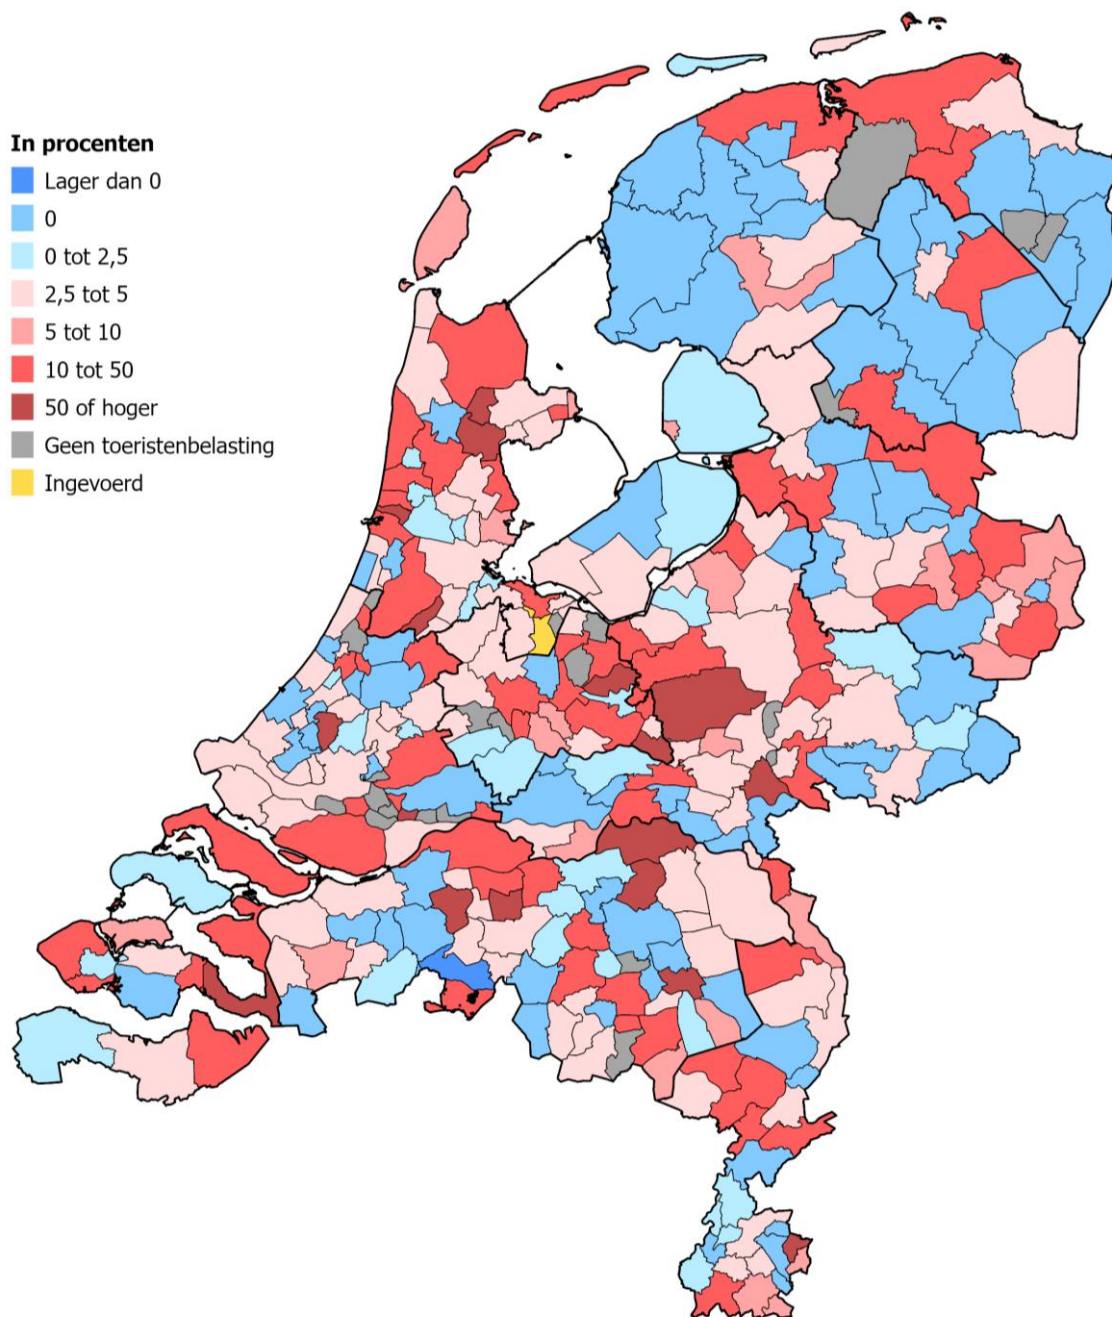 In procenten
Lager dan 0
0
0 tot 2,5
2,5 tot 5
5 tot 10
10 tot 50
50 of hoger
Geen toeristenbelasting
Ingevoerd